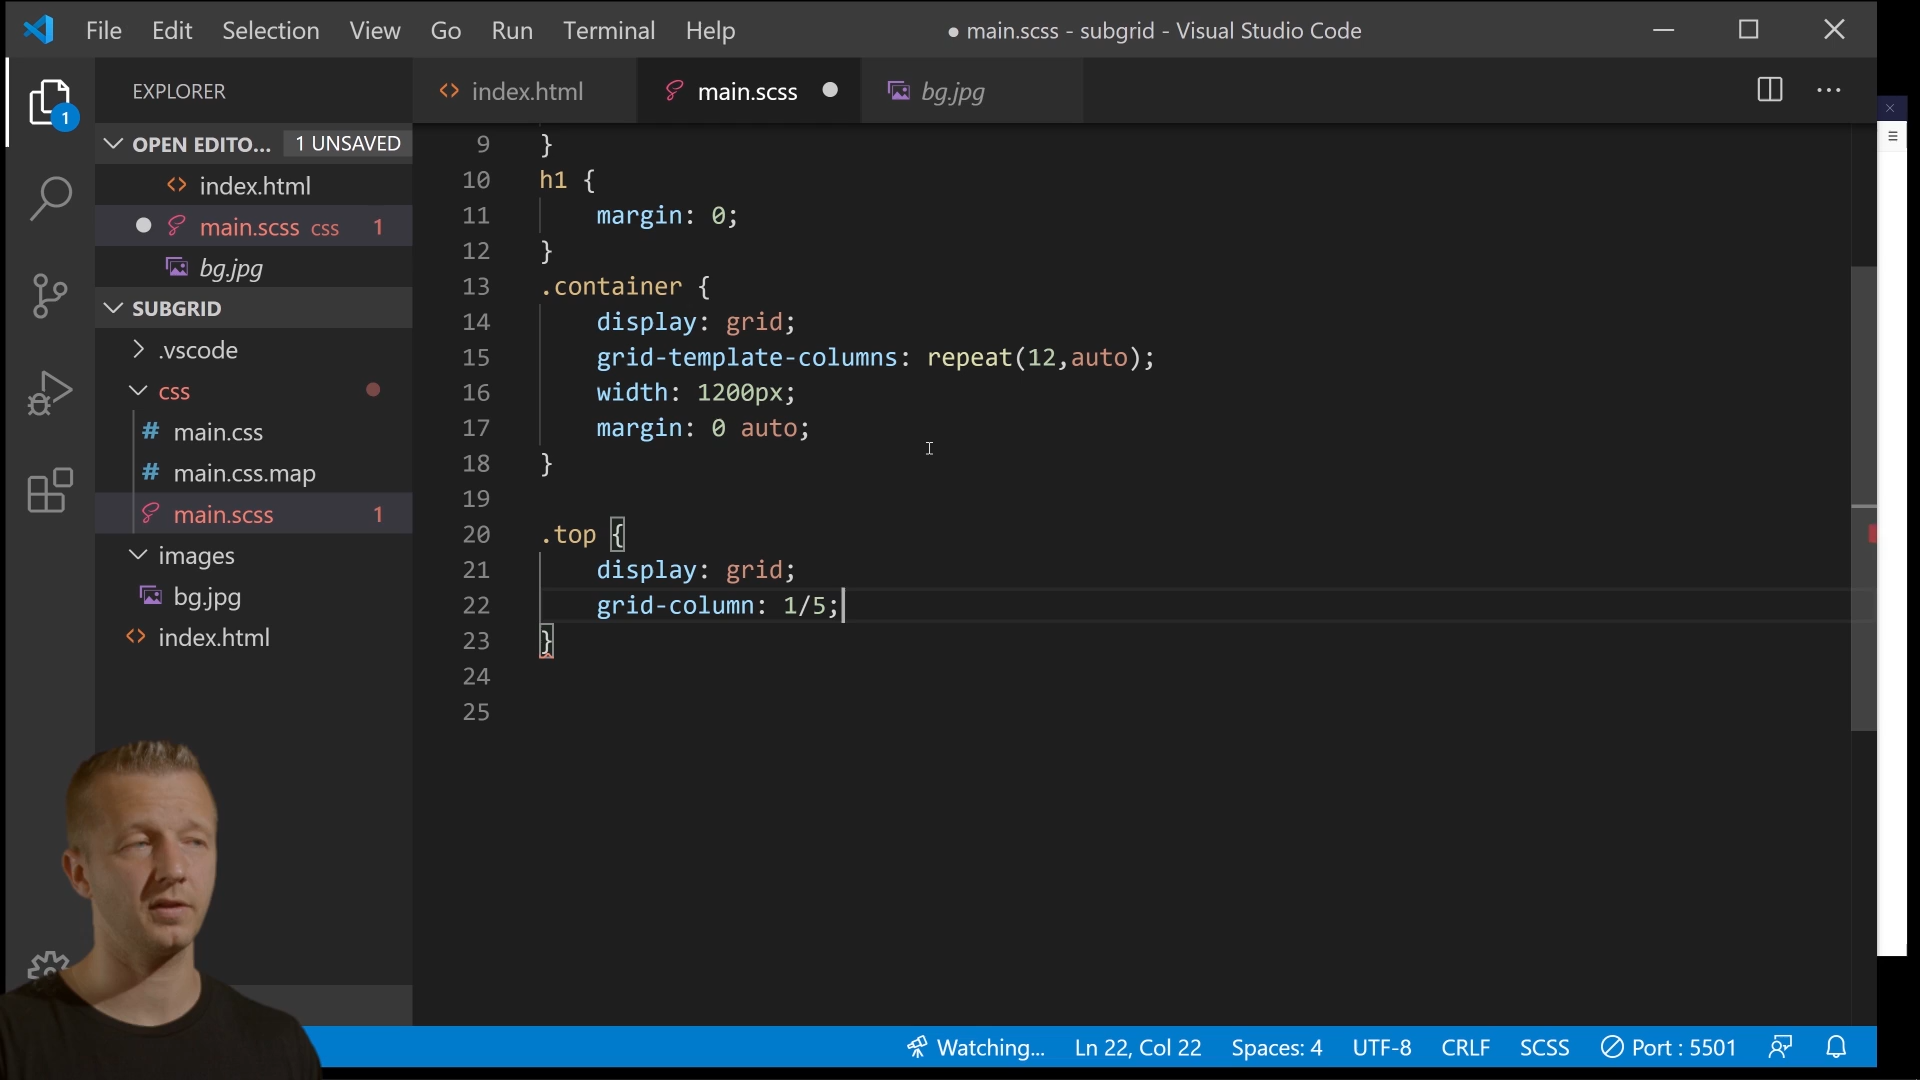 File Edit Selection View Go Run Terminal Help
● main.scss - subgrid - Visual Studio Code
1
EXPLORER
index.html
main.scss
bg.jpg
OPEN EDITO... 1 UNSAVED
index.html
main.scss css 1
bg.jpg
SUBGRID
.vscode
css
main.css
main.css.map
main.scss 1
images
bg.jpg
index.html
9 }
10 h1 {
11 margin: 0;
12 }
13 .container {
14 display: grid;
15 grid-template-columns: repeat(12,auto);
16 width: 1200px;
17 margin: 0 auto;
18 }
19
20 .top {
21 display: grid;
22 grid-column: 1/5;
23 }
24
25
Watching... Ln 22, Col 22 Spaces: 4 UTF-8 CRLF SCSS Port : 5501